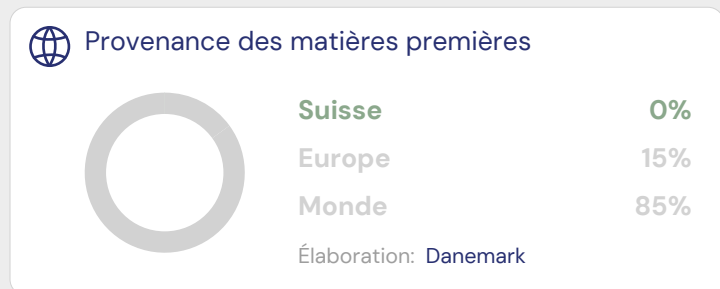 Provenance des matières premières
Suisse 0%
Europe 15%
Monde 85%
Élaboration: Danemark